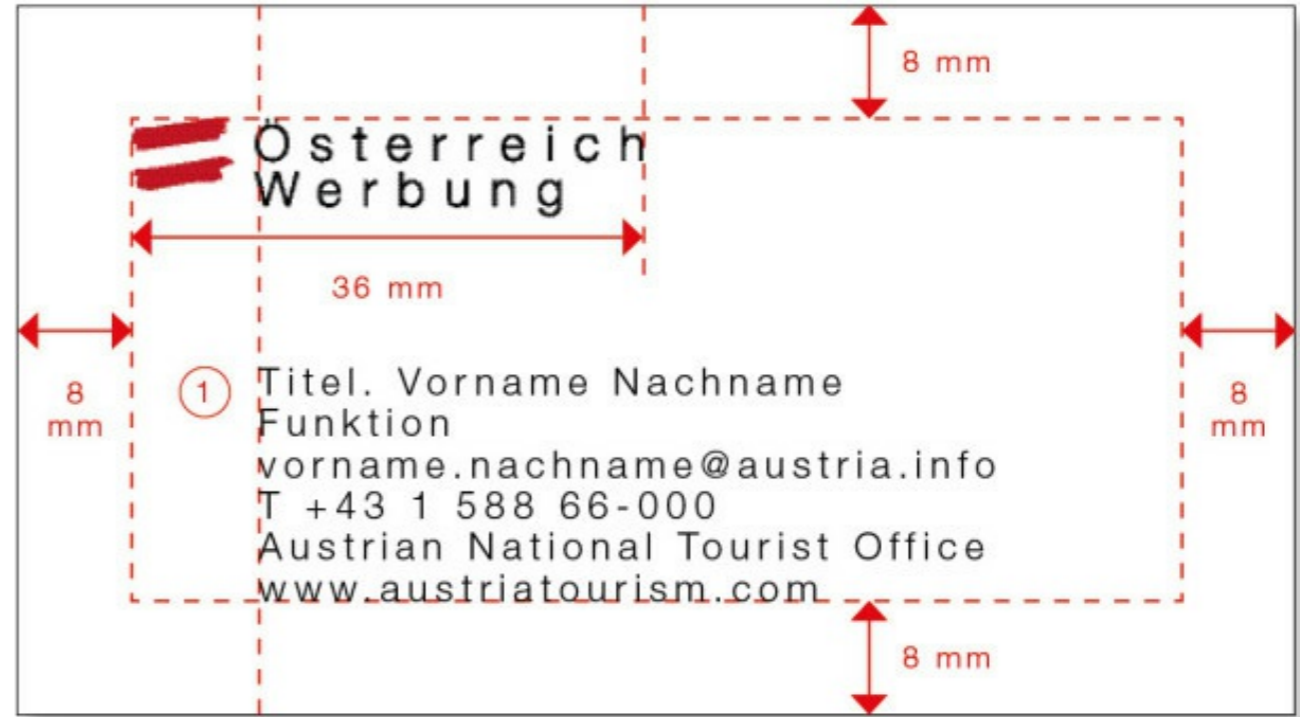 8 mm
Österreich
Werbung
36 mm
8
mm
8
mm
1
Titel. Vorname Nachname
Funktion
vorname.nachname@austria.info
T +43 1 588 66-000
Austrian National Tourist Office
www.austriatourism.com
8 mm